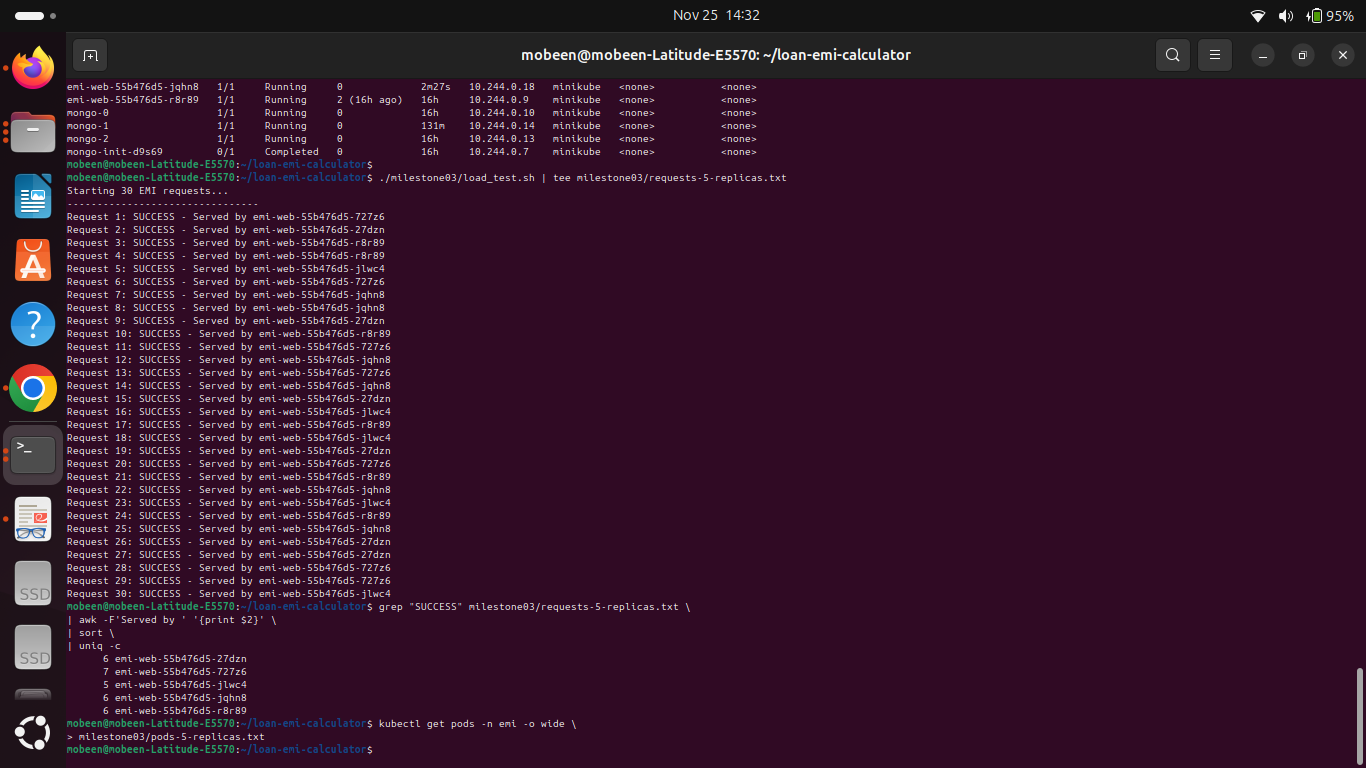 Nov 25 14:32
95%
mobeen@mobeen-Latitude-E5570: ~/loan-emi-calculator
emi-web-55b476d5-jqhn8 1/1 Running 0 2m27s 10.244.0.18 minikube <none> <none>
emi-web-55b476d5-r8r89 1/1 Running 2 (16h ago) 16h 10.244.0.9 minikube <none> <none>
mongo-0 1/1 Running 0 16h 10.244.0.10 minikube <none> <none>
mongo-1 1/1 Running 0 131m 10.244.0.14 minikube <none> <none>
mongo-2 1/1 Running 0 16h 10.244.0.13 minikube <none> <none>
mongo-init-d9s69 0/1 Completed 0 16h 10.244.0.7 minikube <none> <none>
mobeen@mobeen-Latitude-E5570:~/loan-emi-calculator$
mobeen@mobeen-Latitude-E5570:~/loan-emi-calculator$ ./milestone03/load_test.sh | tee milestone03/requests-5-replicas.txt
Starting 30 EMI requests...
--------------------------------
Request 1: SUCCESS - Served by emi-web-55b476d5-727z6
Request 2: SUCCESS - Served by emi-web-55b476d5-27dzn
Request 3: SUCCESS - Served by emi-web-55b476d5-r8r89
Request 4: SUCCESS - Served by emi-web-55b476d5-r8r89
Request 5: SUCCESS - Served by emi-web-55b476d5-jlwc4
Request 6: SUCCESS - Served by emi-web-55b476d5-727z6
Request 7: SUCCESS - Served by emi-web-55b476d5-jqhn8
Request 8: SUCCESS - Served by emi-web-55b476d5-jqhn8
Request 9: SUCCESS - Served by emi-web-55b476d5-27dzn
Request 10: SUCCESS - Served by emi-web-55b476d5-r8r89
Request 11: SUCCESS - Served by emi-web-55b476d5-727z6
Request 12: SUCCESS - Served by emi-web-55b476d5-jqhn8
Request 13: SUCCESS - Served by emi-web-55b476d5-727z6
Request 14: SUCCESS - Served by emi-web-55b476d5-jqhn8
Request 15: SUCCESS - Served by emi-web-55b476d5-27dzn
Request 16: SUCCESS - Served by emi-web-55b476d5-jlwc4
Request 17: SUCCESS - Served by emi-web-55b476d5-r8r89
Request 18: SUCCESS - Served by emi-web-55b476d5-jlwc4
Request 19: SUCCESS - Served by emi-web-55b476d5-27dzn
Request 20: SUCCESS - Served by emi-web-55b476d5-727z6
Request 21: SUCCESS - Served by emi-web-55b476d5-r8r89
Request 22: SUCCESS - Served by emi-web-55b476d5-jqhn8
Request 23: SUCCESS - Served by emi-web-55b476d5-jlwc4
Request 24: SUCCESS - Served by emi-web-55b476d5-r8r89
Request 25: SUCCESS - Served by emi-web-55b476d5-jqhn8
Request 26: SUCCESS - Served by emi-web-55b476d5-27dzn
Request 27: SUCCESS - Served by emi-web-55b476d5-27dzn
Request 28: SUCCESS - Served by emi-web-55b476d5-727z6
Request 29: SUCCESS - Served by emi-web-55b476d5-727z6
Request 30: SUCCESS - Served by emi-web-55b476d5-jlwc4
mobeen@mobeen-Latitude-E5570:~/loan-emi-calculator$ grep "SUCCESS" milestone03/requests-5-replicas.txt \
| awk -F'Served by ' '{print $2}' \
| sort \
| uniq -c
6 emi-web-55b476d5-27dzn
7 emi-web-55b476d5-727z6
5 emi-web-55b476d5-jlwc4
6 emi-web-55b476d5-jqhn8
6 emi-web-55b476d5-r8r89
mobeen@mobeen-Latitude-E5570:~/loan-emi-calculator$ kubectl get pods -n emi -o wide \
> milestone03/pods-5-replicas.txt
mobeen@mobeen-Latitude-E5570:~/loan-emi-calculator$
SSD
SSD